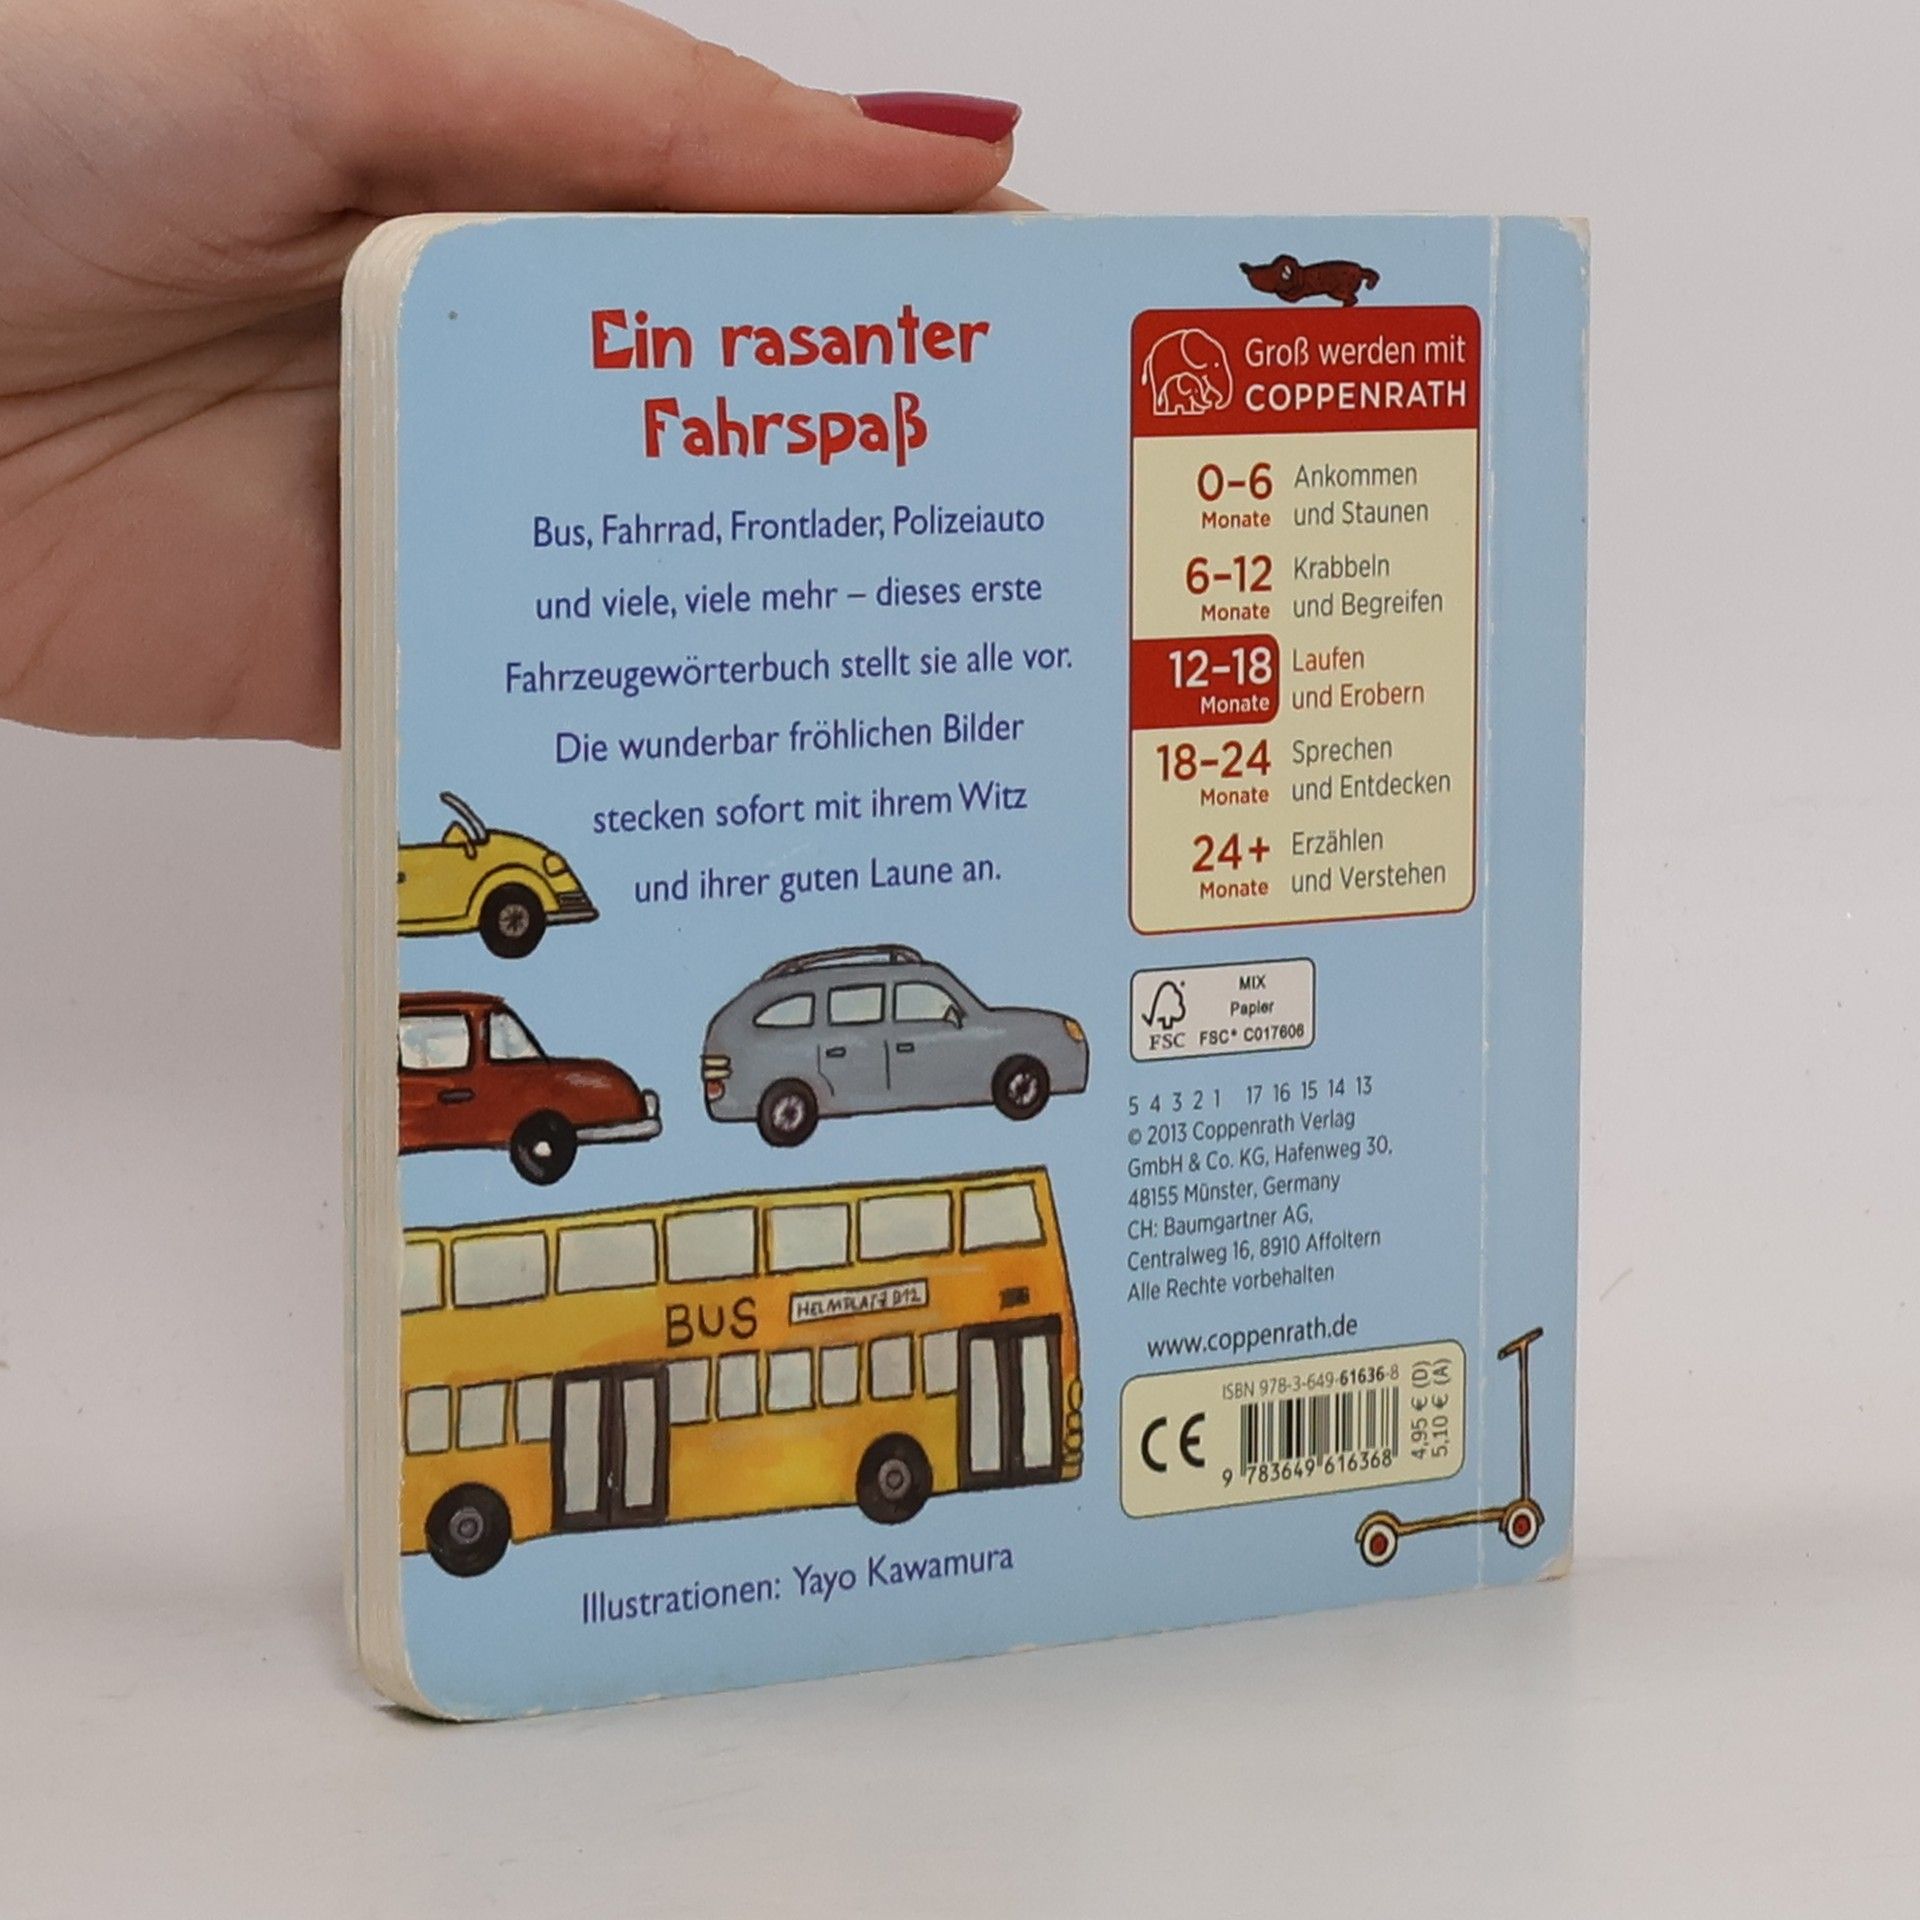 Ein rasanter
Fahrspaß
Bus, Fahrrad, Frontlader, Polizeiauto
und viele, viele mehr – dieses erste
Fahrzeugewörterbuch stellt sie alle vor.
Die wunderbar fröhlichen Bilder
stecken sofort mit ihrem Witz
und ihrer guten Laune an.
BUS
HELMPLATZ D12
Illustrationen: Yayo Kawamura
Groß werden mit
COPPENRATH
0–6 Monate Ankommen
und Staunen
6–12 Monate Krabbeln
und Begreifen
12–18 Monate Laufen
und Erobern
18–24 Monate Sprechen
und Entdecken
24+ Monate Erzählen
und Verstehen
FSC
MIX
Papier
FSC® C017606
5 4 3 2 1 17 16 15 14 13
© 2013 Coppenrath Verlag
GmbH & Co. KG, Hafenweg 30,
48155 Münster, Germany
CH: Baumgartner AG,
Centralweg 16, 8910 Affoltern
Alle Rechte vorbehalten
www.coppenrath.de
ISBN 978-3-649-61636-8
CE
9 783649 616368
4,95 € (D)
5,10 € (A)